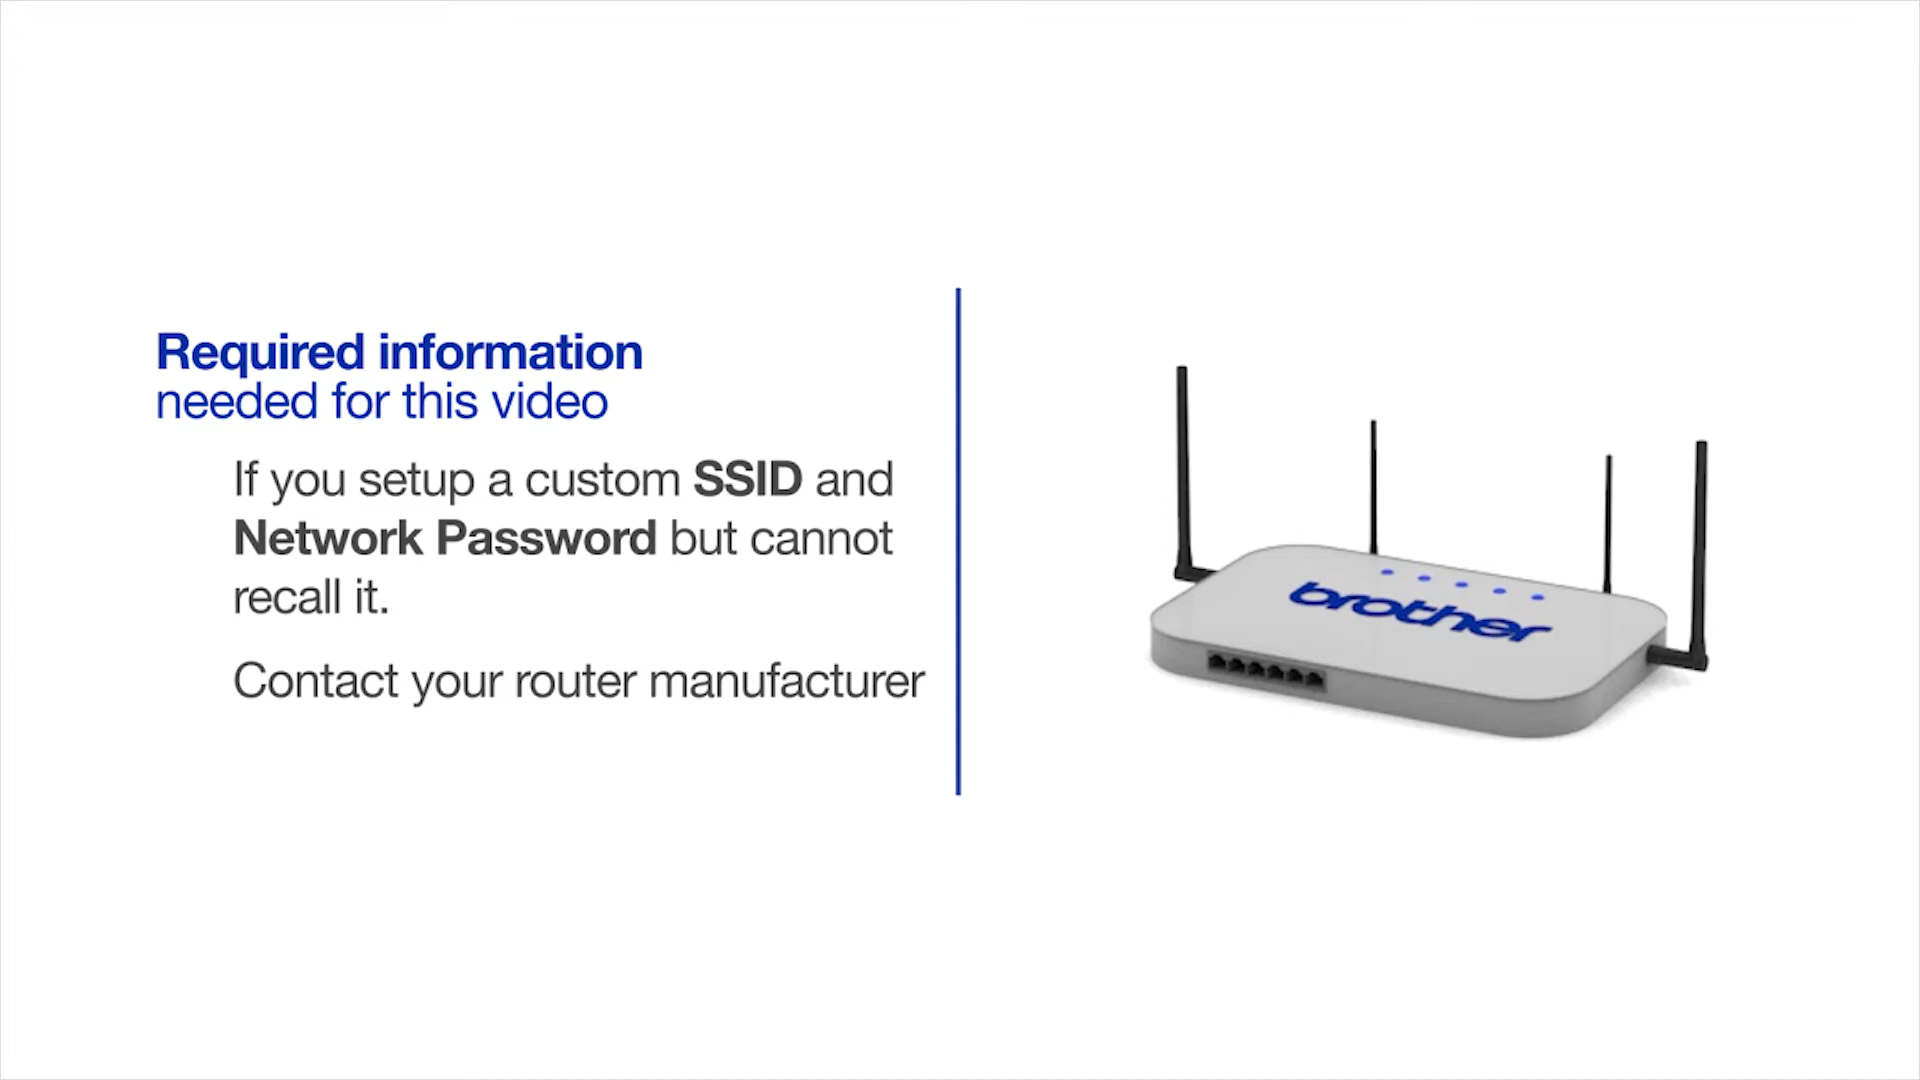 Required information
needed for this video
If you setup a custom SSID and
Network Password but cannot
recall it.
Contact your router manufacturer
brother